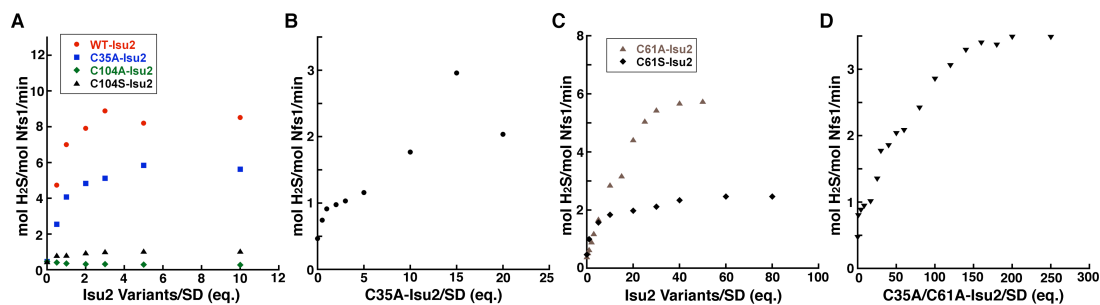 A
WT-Isu2
C35A-Isu2
C104A-Isu2
C104S-Isu2
mol H2S/mol Nfs1/min
12
10
8
6
4
2
0
0 4 8 12
Isu2 Variants/SD (eq.)
B
mol H2S/mol Nfs1/min
3
2
1
0
0 5 10 15 20 25
C35A-Isu2/SD (eq.)
C
C61A-Isu2
C61S-Isu2
mol H2S/mol Nfs1/min
8
6
4
2
0
0 20 40 60 80 100
Isu2 Variants/SD (eq.)
D
mol H2S/mol Nfs1/min
3
2
1
0
0 50 100 150 200 250 300
C35A/C61A-Isu2/SD (eq.)